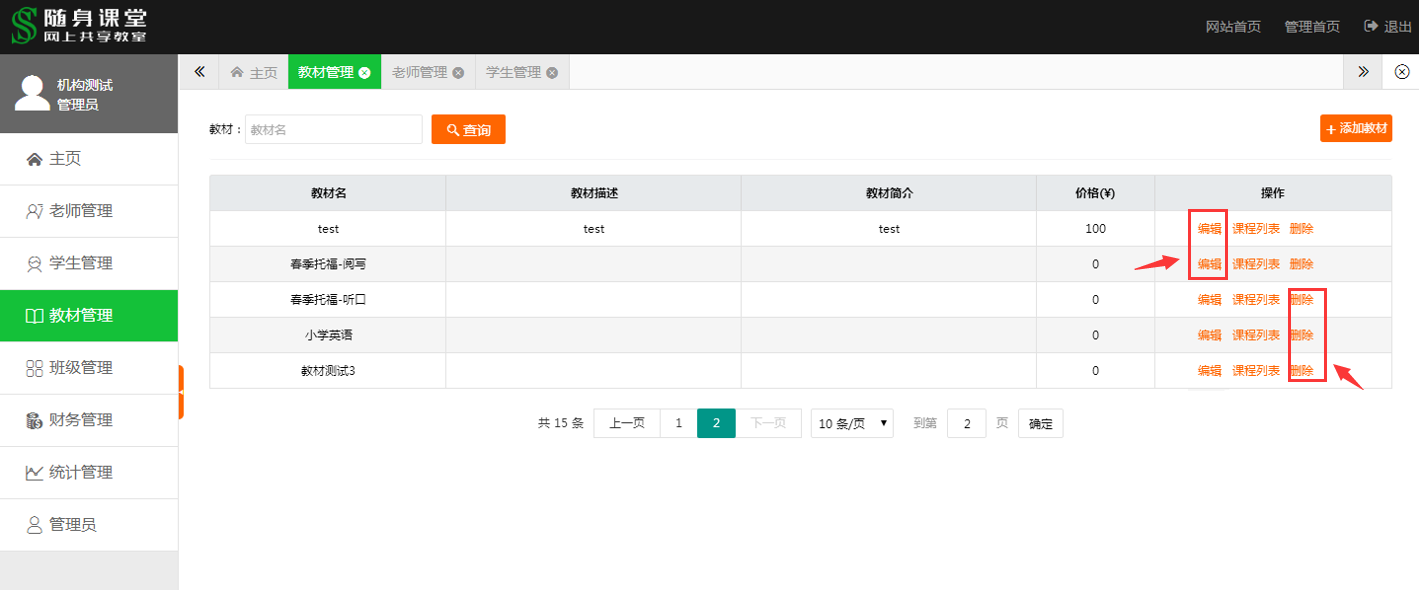 随身课堂
网上共享教室
网站首页 管理首页 退出
机构测试
管理员
主页
老师管理
学生管理
教材管理
班级管理
财务管理
统计管理
管理员
主页 教材管理 老师管理 学生管理
教材： 教材名 查询 + 添加教材
教材名 教材描述 教材简介 价格(¥) 操作
test test test 100 编辑 课程列表 删除
春季托福-阅写 0 编辑 课程列表 删除
春季托福-听口 0 编辑 课程列表 删除
小学英语 0 编辑 课程列表 删除
教材测试3 0 编辑 课程列表 删除
共 15 条 上一页 1 2 下一页 10 条/页 到第 2 页 确定